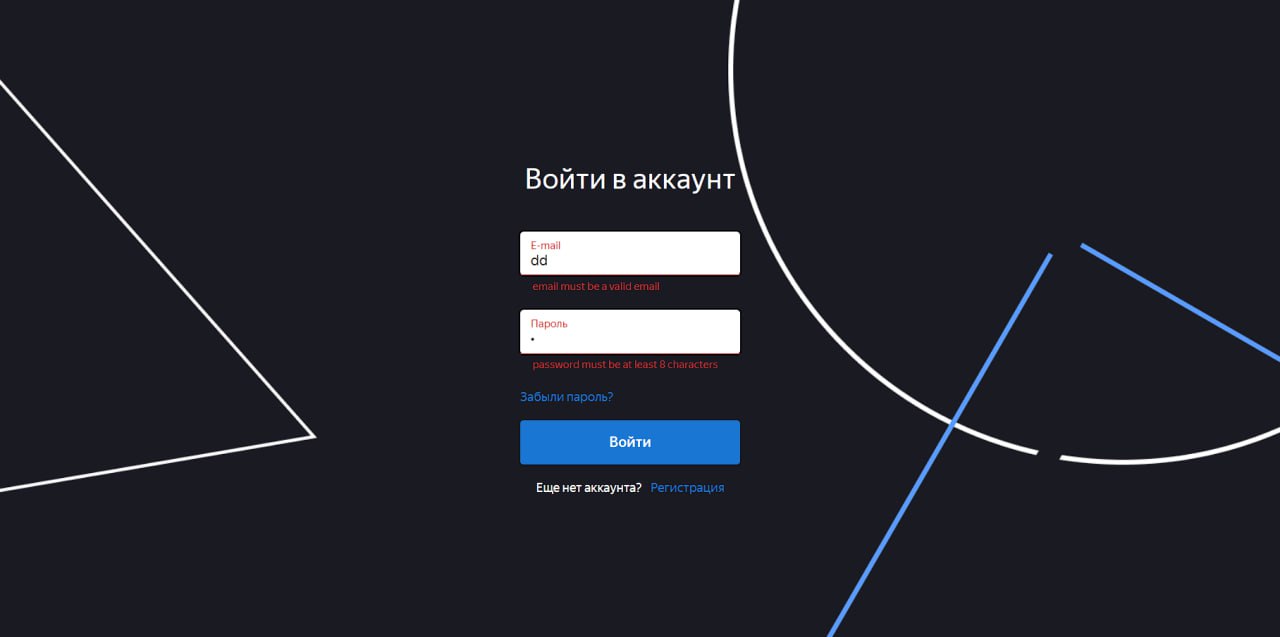 Войти в аккаунт
E-mail
dd
email must be a valid email
Пароль
•
password must be at least 8 characters
Забыли пароль?
Войти
Еще нет аккаунта? Регистрация